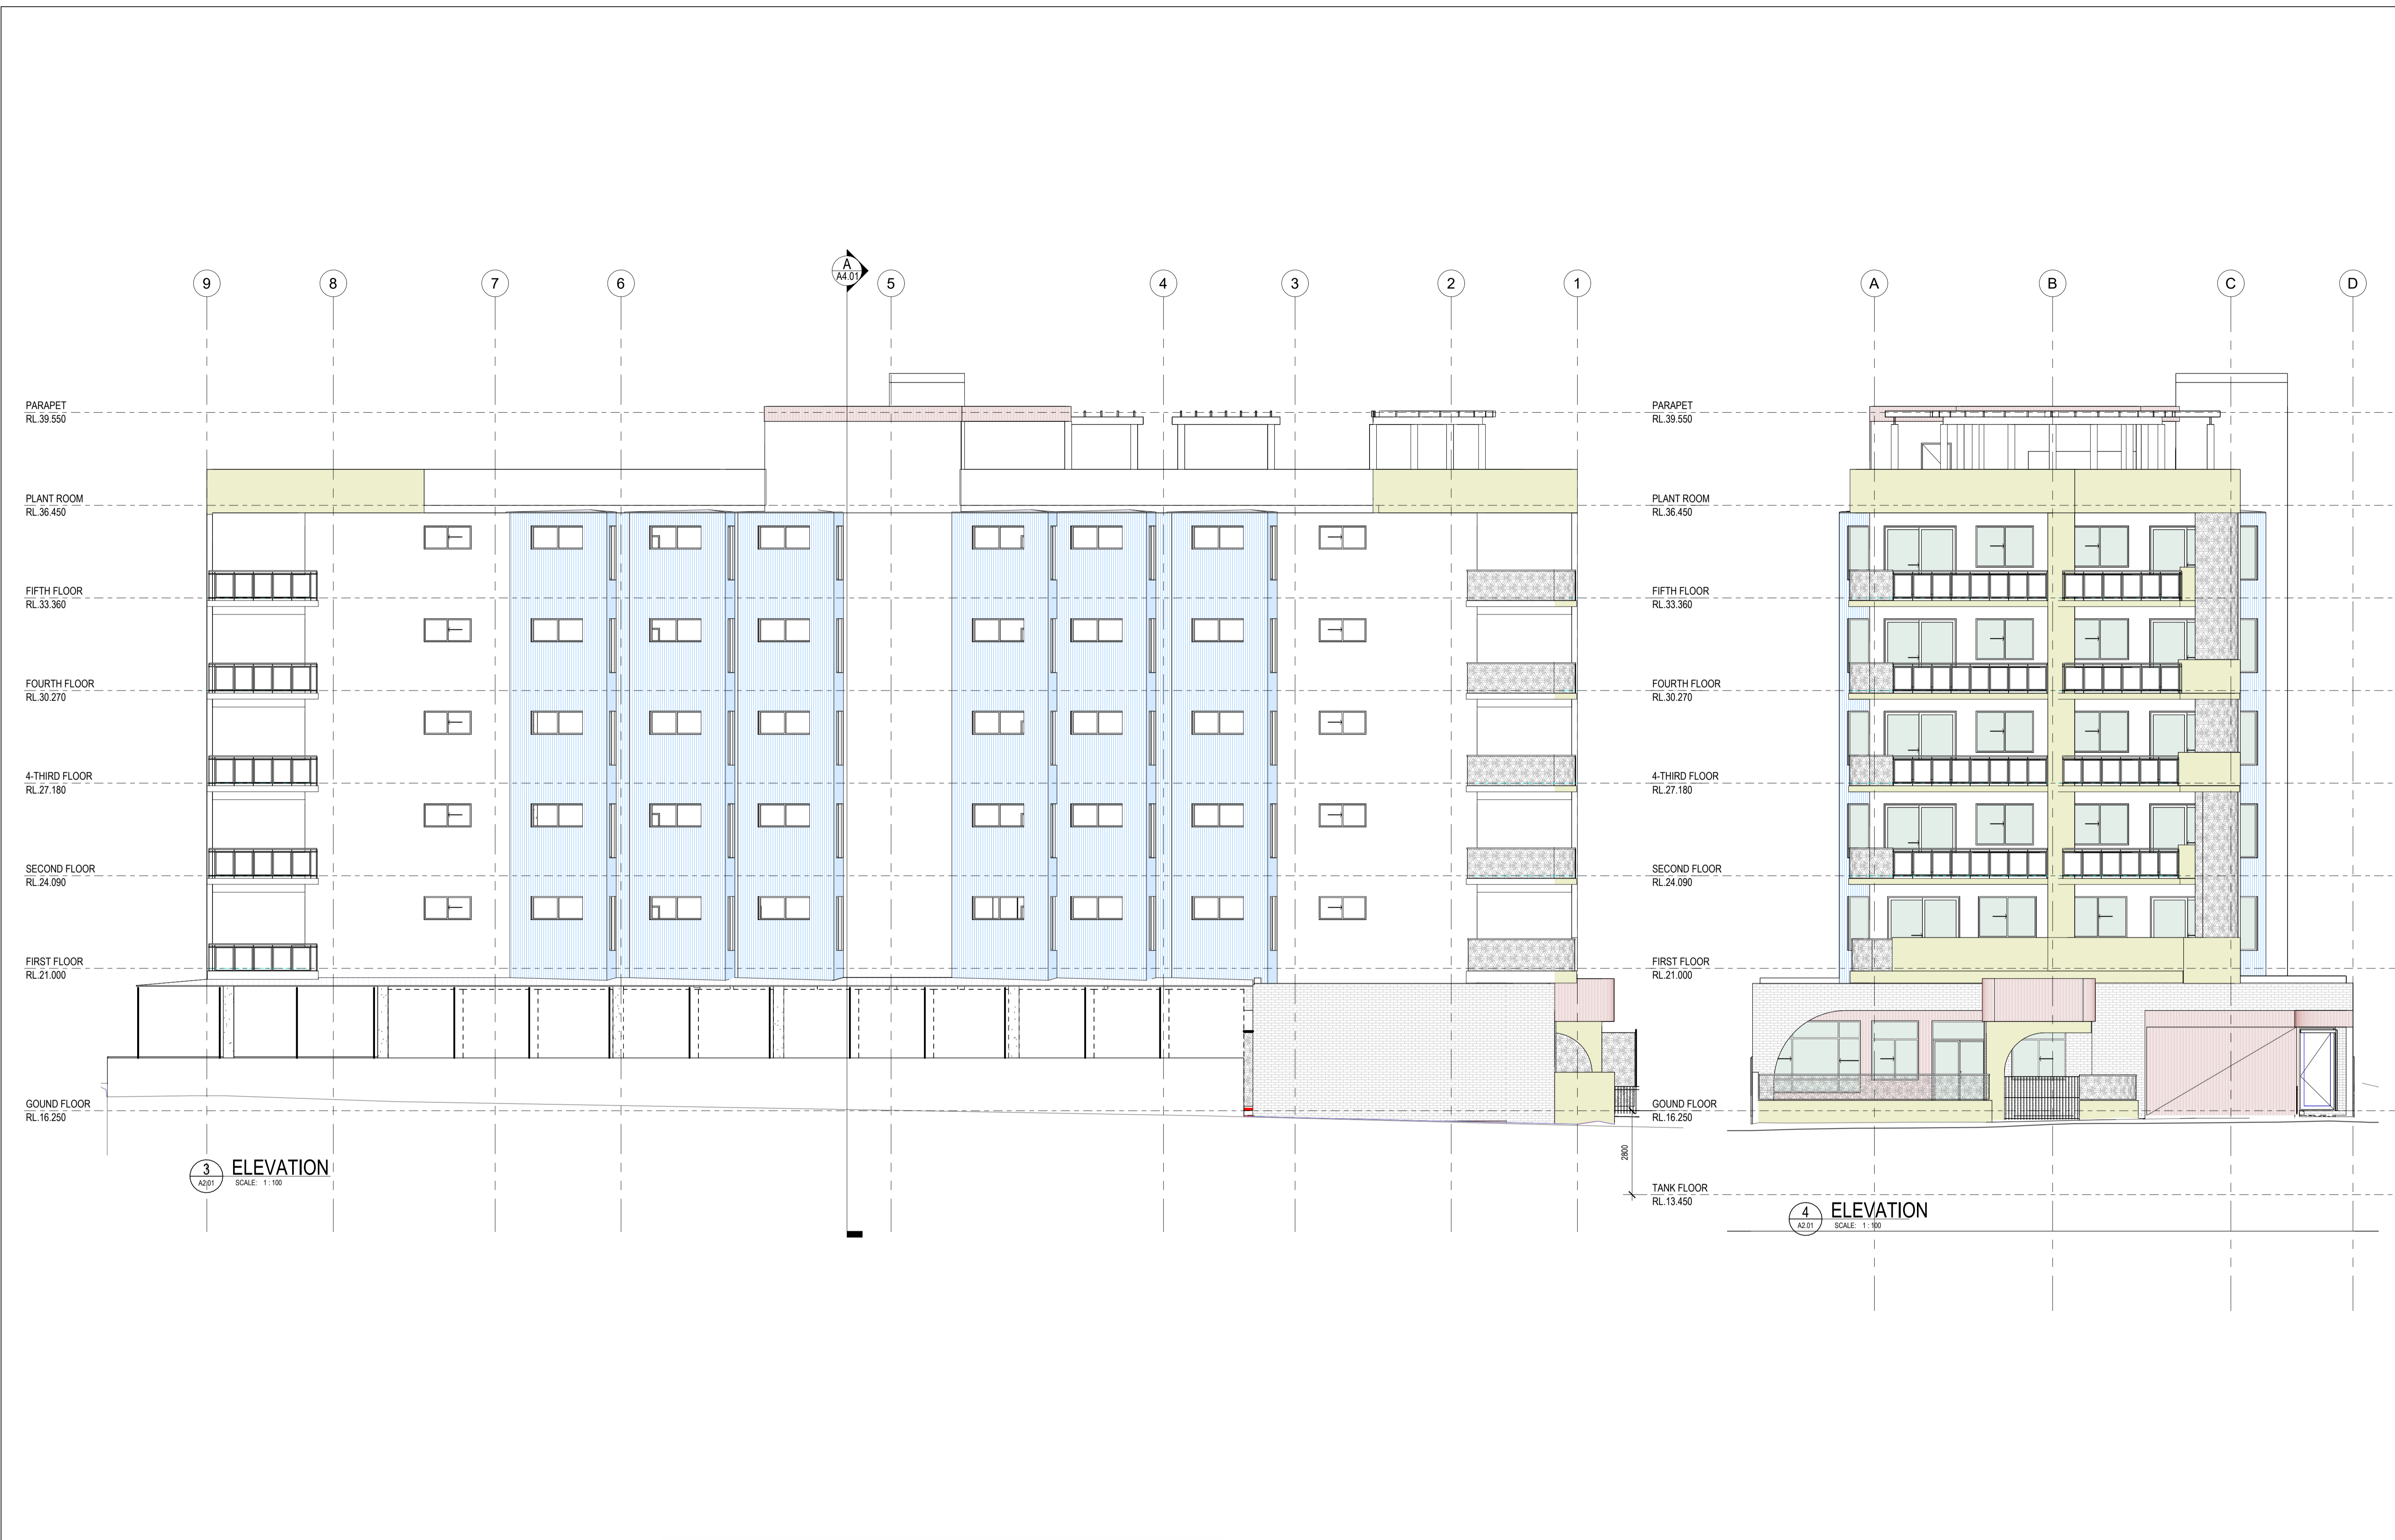 9 8 7 6 A 5 4 3 2 1
A4.01
A B C D
PARAPET
RL.39.550
PLANT ROOM
RL.36.450
FIFTH FLOOR
RL.33.360
FOURTH FLOOR
RL.30.270
4-THIRD FLOOR
RL.27.180
SECOND FLOOR
RL.24.090
FIRST FLOOR
RL.21.000
GOUND FLOOR
RL.16.250
3 ELEVATION
A2.01 SCALE: 1 : 100
PARAPET
RL.39.550
PLANT ROOM
RL.36.450
FIFTH FLOOR
RL.33.360
FOURTH FLOOR
RL.30.270
4-THIRD FLOOR
RL.27.180
SECOND FLOOR
RL.24.090
FIRST FLOOR
RL.21.000
GOUND FLOOR
RL.16.250
2800
TANK FLOOR
RL.13.450
4 ELEVATION
A2.01 SCALE: 1 : 100